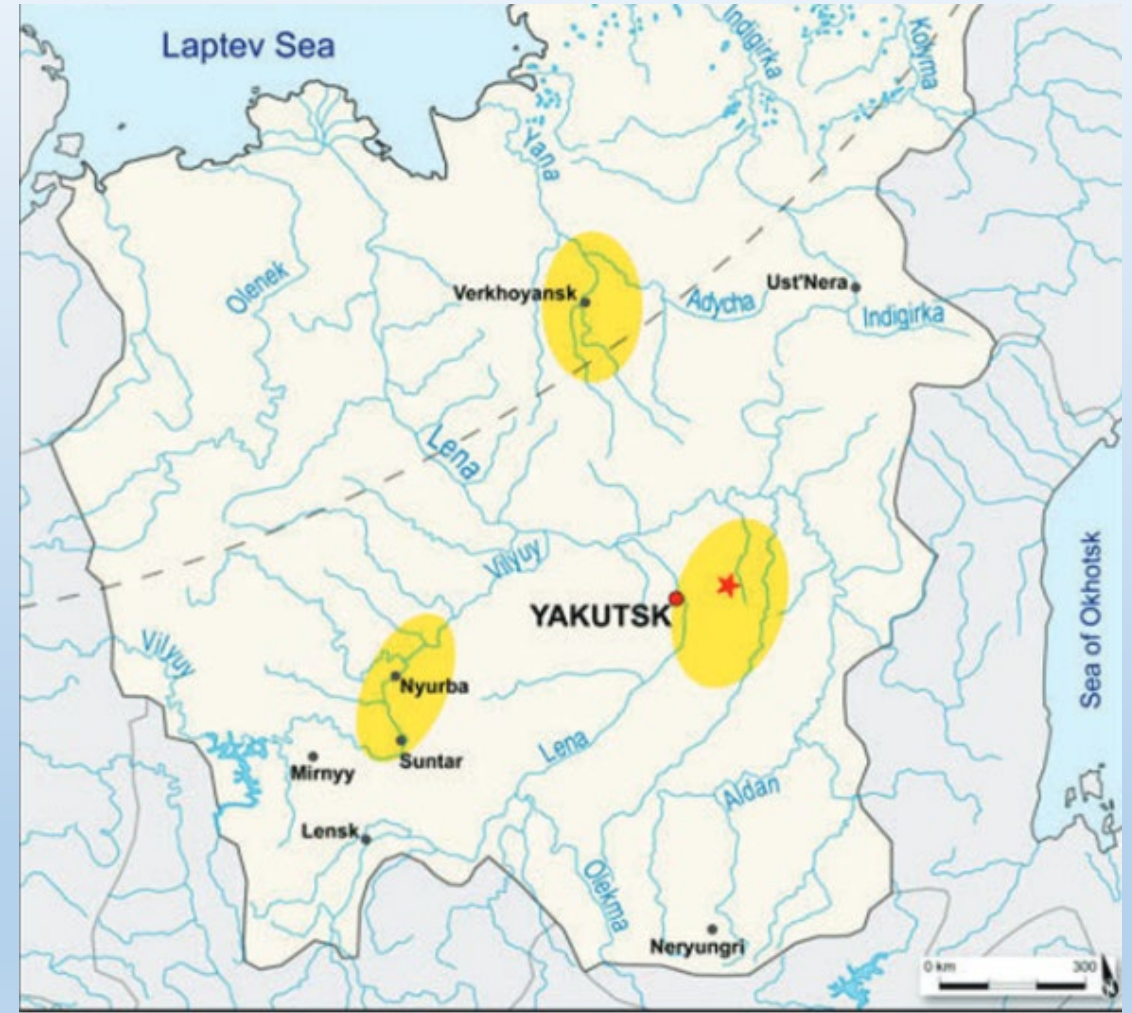 Laptev Sea
Indigirka
Kolyma
Yana
Olenek
Verkhoyansk
Adycha
Ust'Nera
Indigirka
Lena
Vilyuy
YAKUTSK
Vilyuy
Nyurba
Suntar
Mirnyy
Lena
Aldan
Lensk
Olekma
Neryungri
Sea of Okhotsk
0 km 300
N